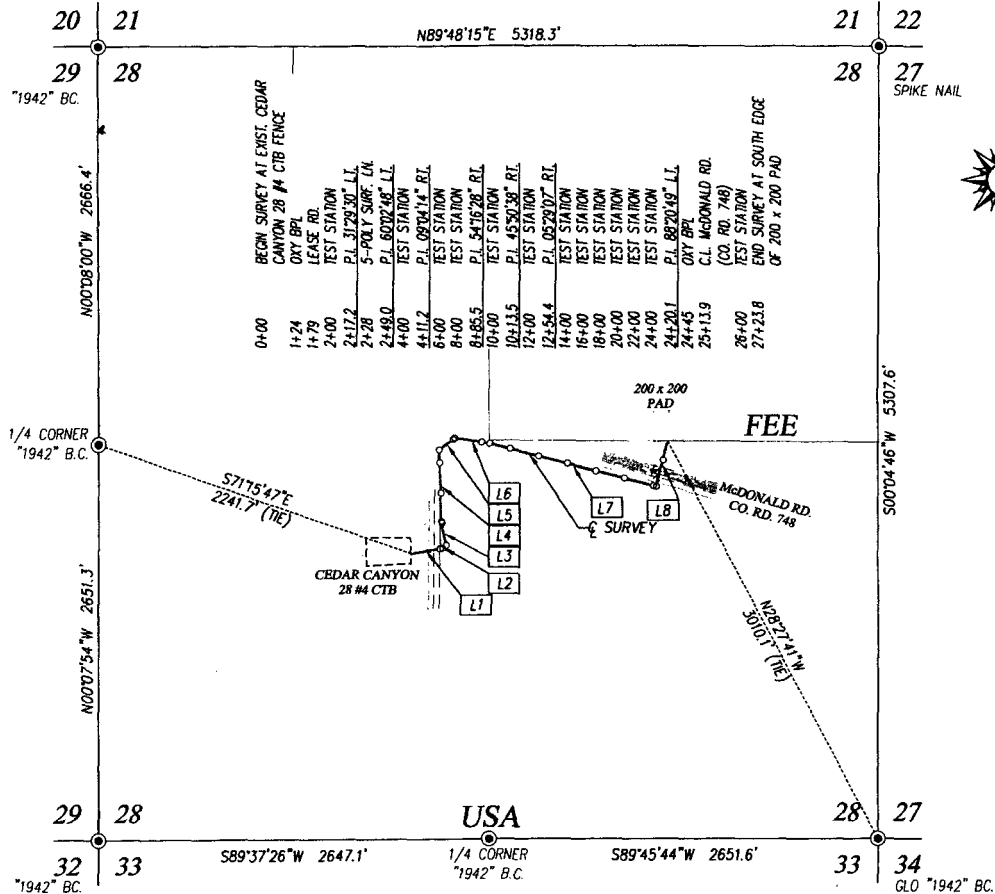 20 21
21 22
N89°48'15"E 5318.3'
29 28
28 27
"1942" BC.
SPIKE NAIL
N00°08'00"W 2666.4'
0+00 BEGIN SURVEY AT EXIST. CEDAR
CANYON 28 #4 CTB FENCE
1+24 OXY BPL
1+79 LEASE RD.
2+00 TEST STATION
2+17.2 P.I. 31°29'30" LT.
2+28 5-POLY SURF. LN.
2+49.0 P.I. 60°02'48" LT.
4+00 TEST STATION
4+11.2 P.I. 09°04'14" RT.
6+00 TEST STATION
8+00 TEST STATION
8+85.5 P.I. 54°16'28" RT.
10+00 TEST STATION
10+13.5 P.I. 45°50'38" RT.
12+00 TEST STATION
12+54.4 P.I. 05°29'07" RT.
14+00 TEST STATION
16+00 TEST STATION
18+00 TEST STATION
20+00 TEST STATION
22+00 TEST STATION
24+00 TEST STATION
24+20.1 P.I. 88°20'49" LT.
24+45 OXY BPL
25+13.9 C.L. McDONALD RD.
(CO. RD. 748)
26+00 TEST STATION
27+23.8 END SURVEY AT SOUTH EDGE
OF 200 X 200 PAD
S00°04'46"W 5307.6'
200 x 200
PAD
FEE
1/4 CORNER
"1942" B.C.
S71°15'47"E
2241.7' (TIE)
L6
L5
L4
L3
L2
L1
L7
L8
McDONALD RD.
CO. RD. 748
℄ SURVEY
CEDAR CANYON
28 #4 CTB
N28°27'41"W
3010.1' (TIE)
N00°07'54"W 2651.3'
29 28
USA
28 27
S89°37'26"W 2647.1'
1/4 CORNER
"1942" B.C.
S89°45'44"W 2651.6'
32 33
33 34
"1942" BC.
GLO "1942" BC.